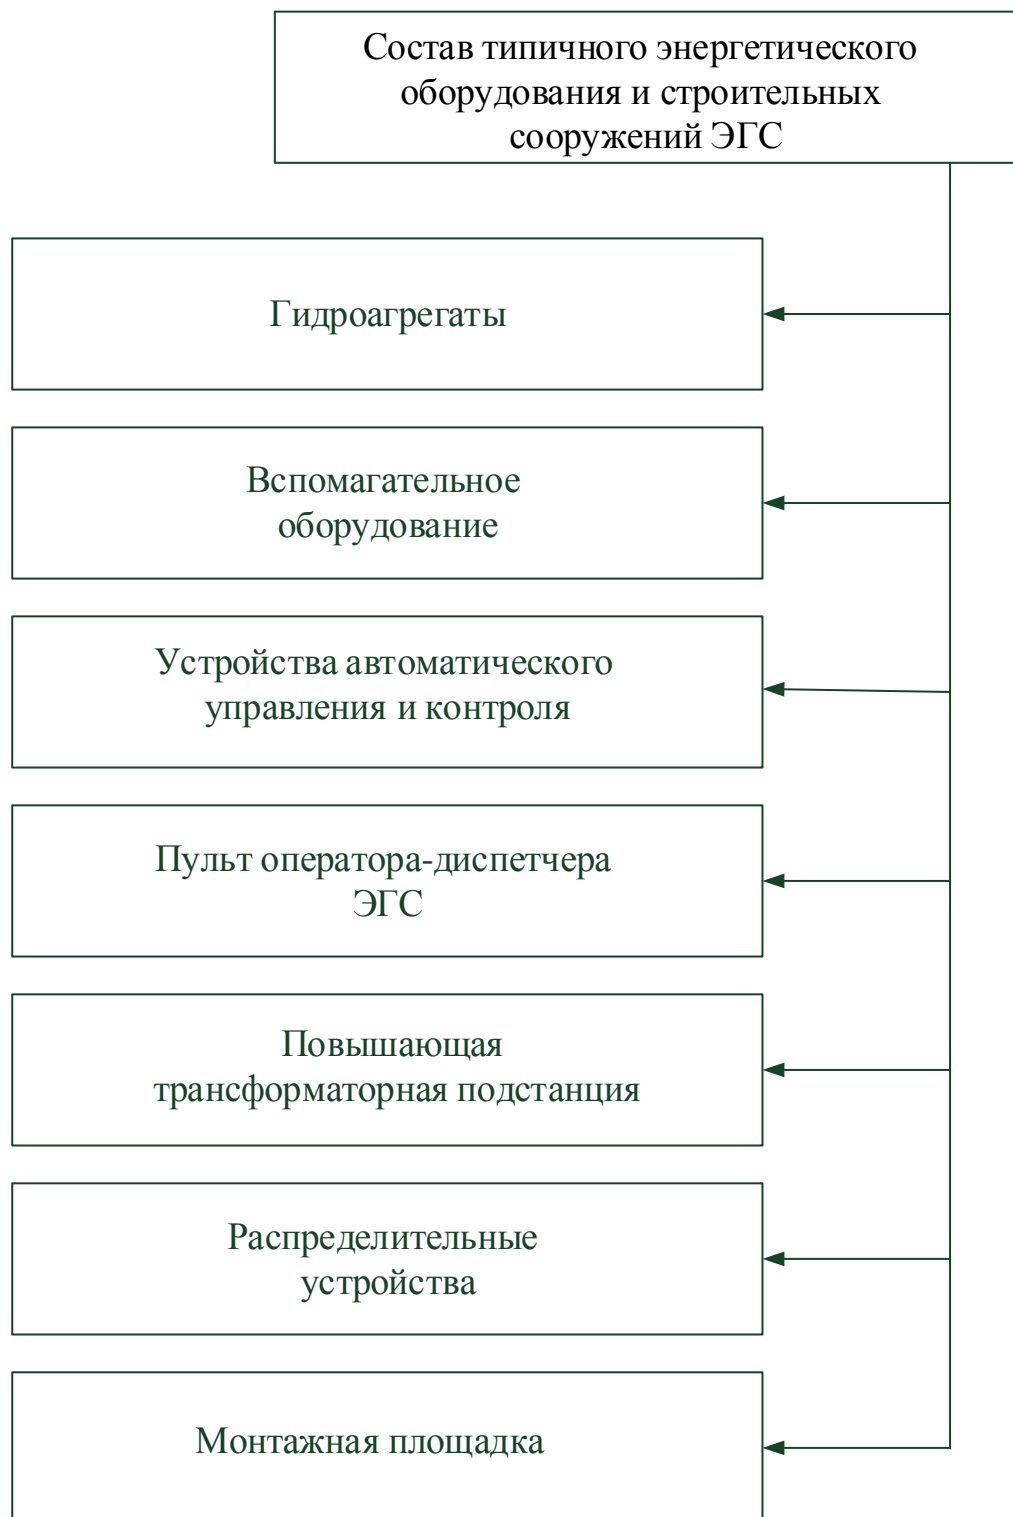 Состав типичного энергетического
оборудования и строительных
сооружений ЭГС
Гидроагрегаты
Вспомагательное
оборудование
Устройства автоматического
управления и контроля
Пульт оператора-диспетчера
ЭГС
Повышающая
трансформаторная подстанция
Распределительные
устройства
Монтажная площадка